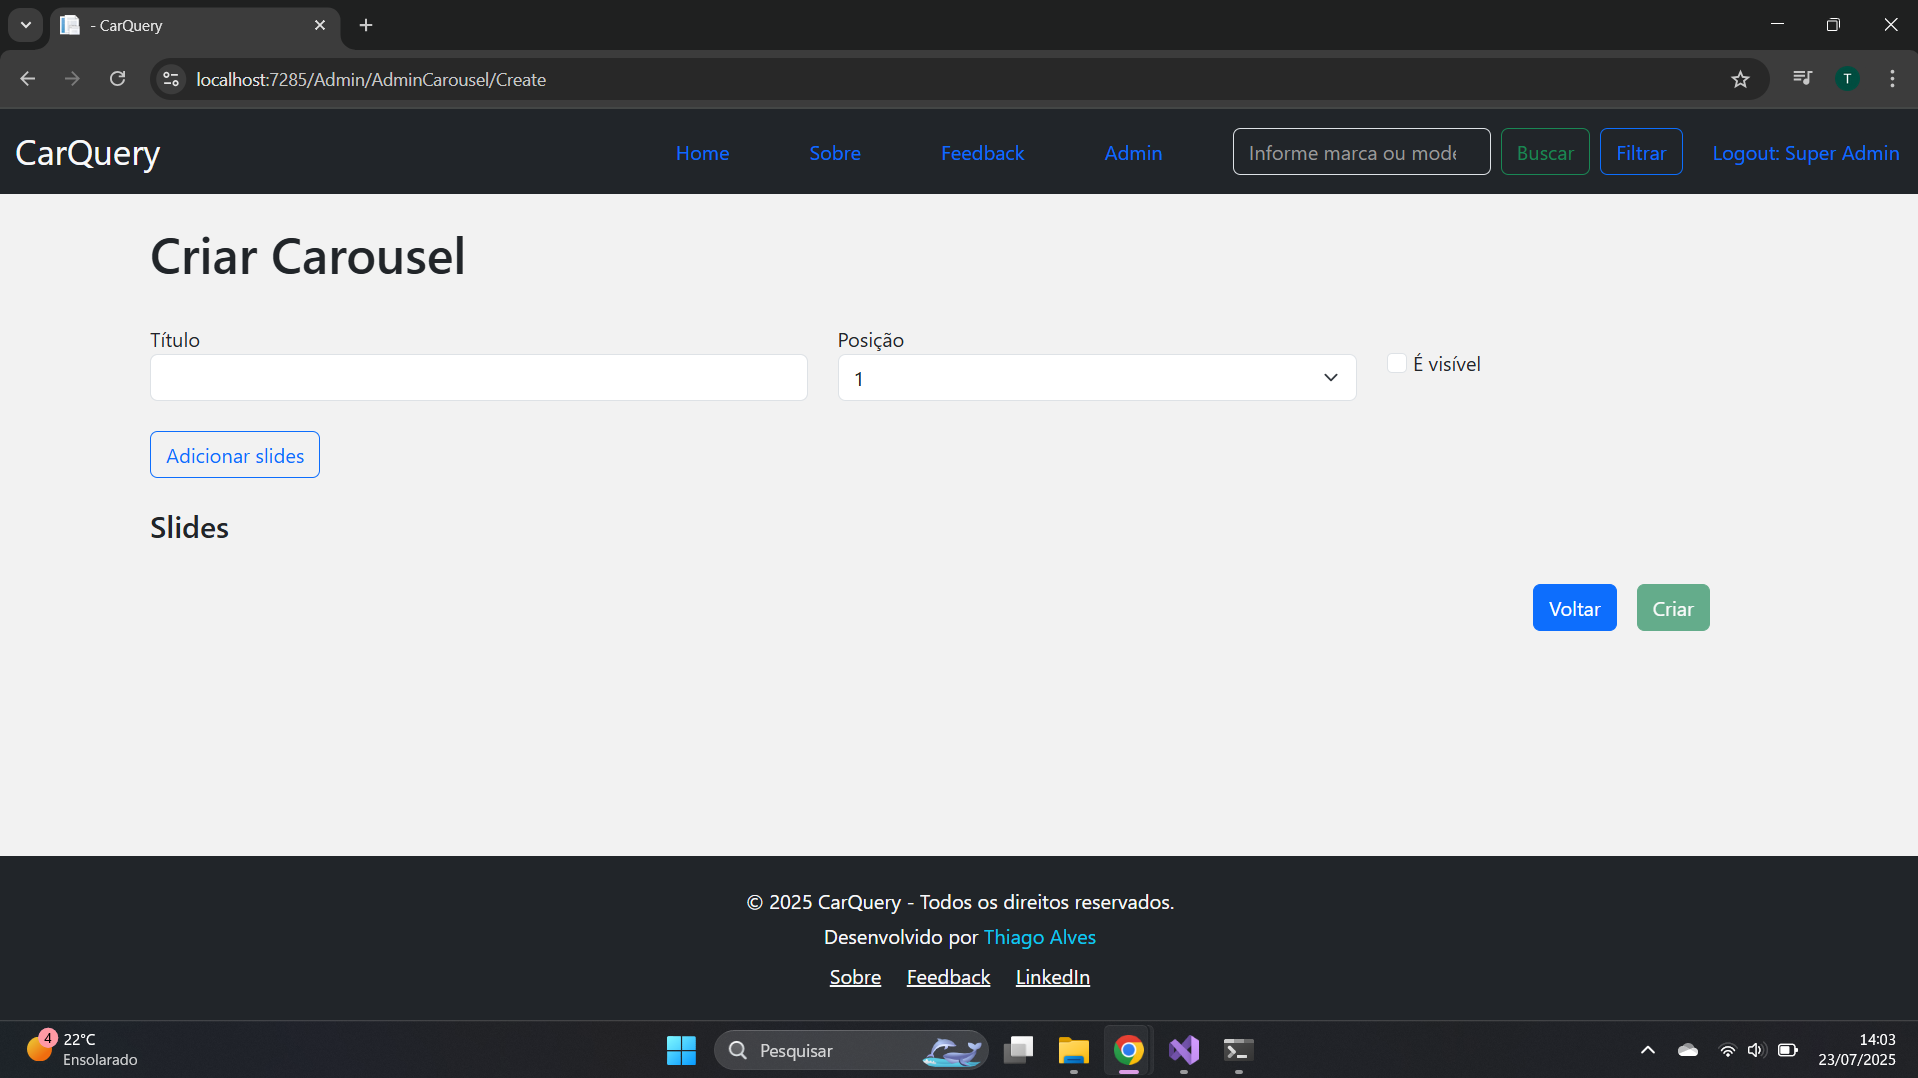 - CarQuery
localhost:7285/Admin/AdminCarousel/Create
T
CarQuery
Home
Sobre
Feedback
Admin
Informe marca ou mode
Buscar
Filtrar
Logout: Super Admin
Criar Carousel
Título
Posição
1
É visível
Adicionar slides
Slides
Voltar
Criar
© 2025 CarQuery - Todos os direitos reservados.
Desenvolvido por Thiago Alves
Sobre Feedback LinkedIn
4
22°C
Ensolarado
Pesquisar
14:03
23/07/2025